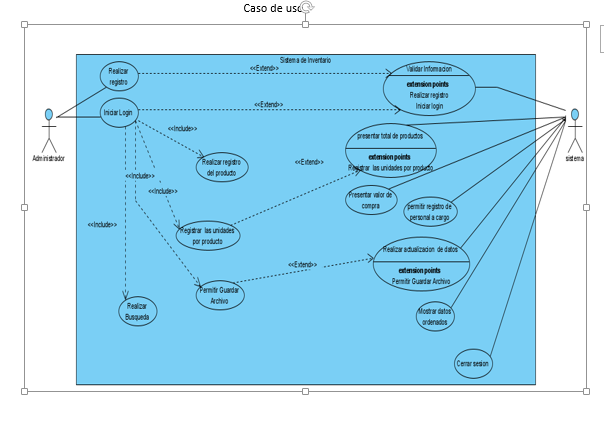 Caso de uso
Sistema de Inventario
Realizar
registro
<<Extend>>
Validar Informacion
extension points
Realizar registro
Iniciar login
Iniciar Login
<<Extend>>
Administrador
sistema
<<Include>>
Realizar registro
del producto
<<Extend>>
presentar total de productos
extension points
Registrar las unidades por producto
<<Include>>
<<Include>>
Presentar valor de
compra
permitir registro de
personal a cargo
<<Include>>
Registrar las unidades
por producto
Realizar actualizacion de datos
extension points
Permitir Guardar Archivo
<<Extend>>
Permitir Guardar
Archivo
Realizar
Busqueda
Mostrar datos
ordenados
Cerrar sesion